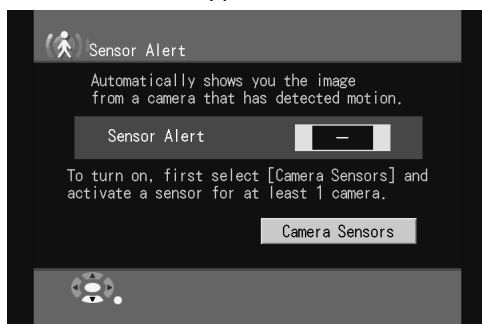 Sensor Alert
Automatically shows you the image
from a camera that has detected motion.
Sensor Alert
—
To turn on, first select [Camera Sensors] and
activate a sensor for at least 1 camera.
Camera Sensors